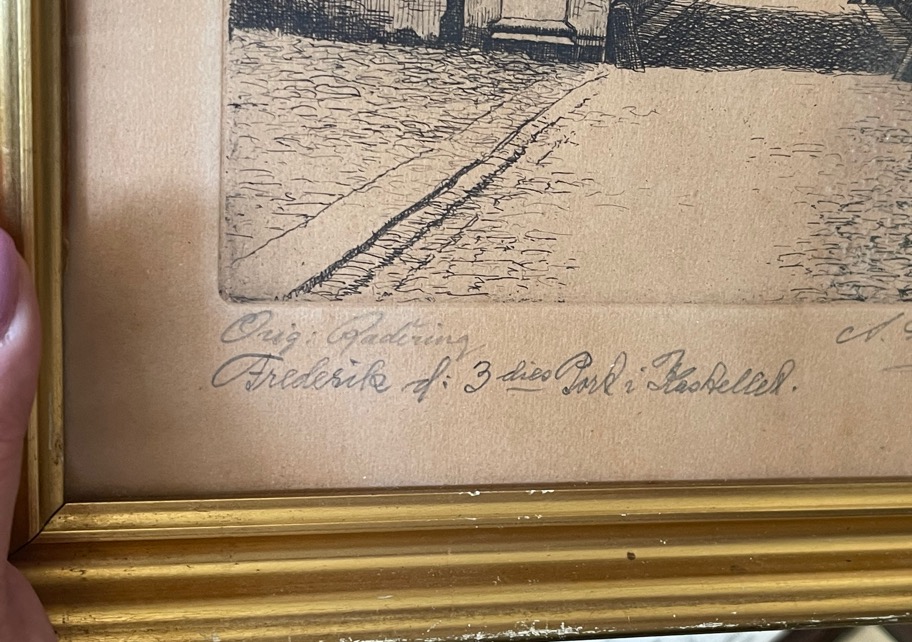 Orig: Radering
Frederik d: 3 dies Port i Kastellet.